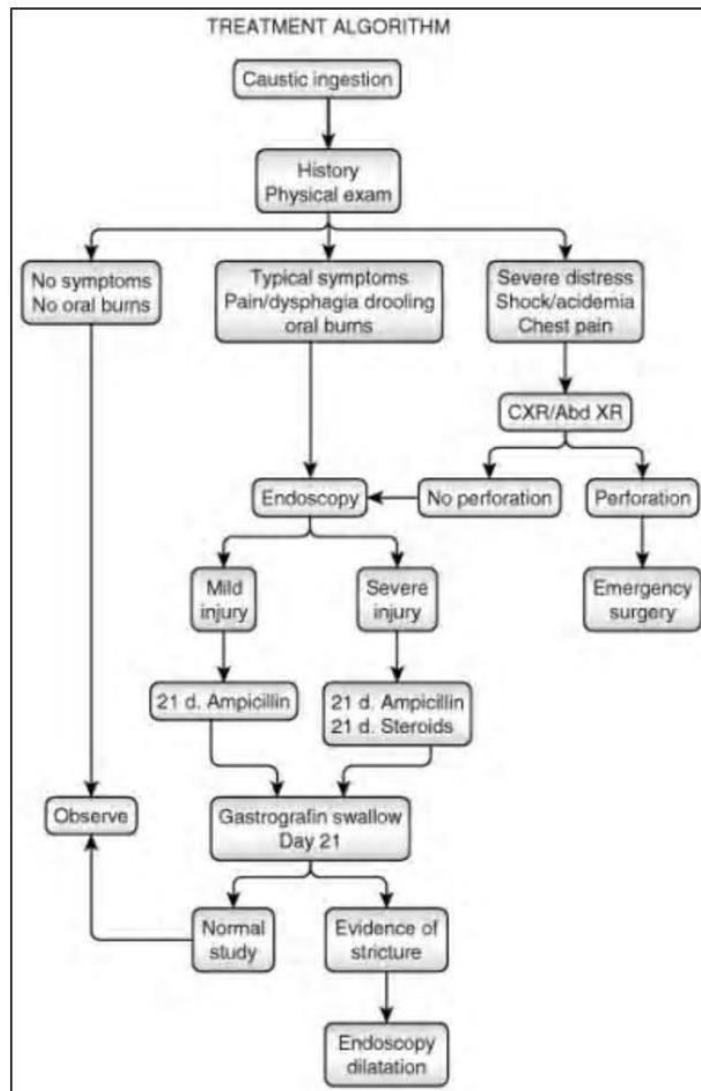 TREATMENT ALGORITHM
Caustic ingestion
History
Physical exam
No symptoms
No oral burns
Typical symptoms
Pain/dysphagia drooling
oral burns
Severe distress
Shock/acidemia
Chest pain
CXR/Abd XR
Endoscopy
No perforation
Perforation
Mild
injury
Severe
injury
Emergency
surgery
21 d. Ampicillin
21 d. Ampicillin
21 d. Steroids
Observe
Gastrografin swallow
Day 21
Normal
study
Evidence of
stricture
Endoscopy
dilatation